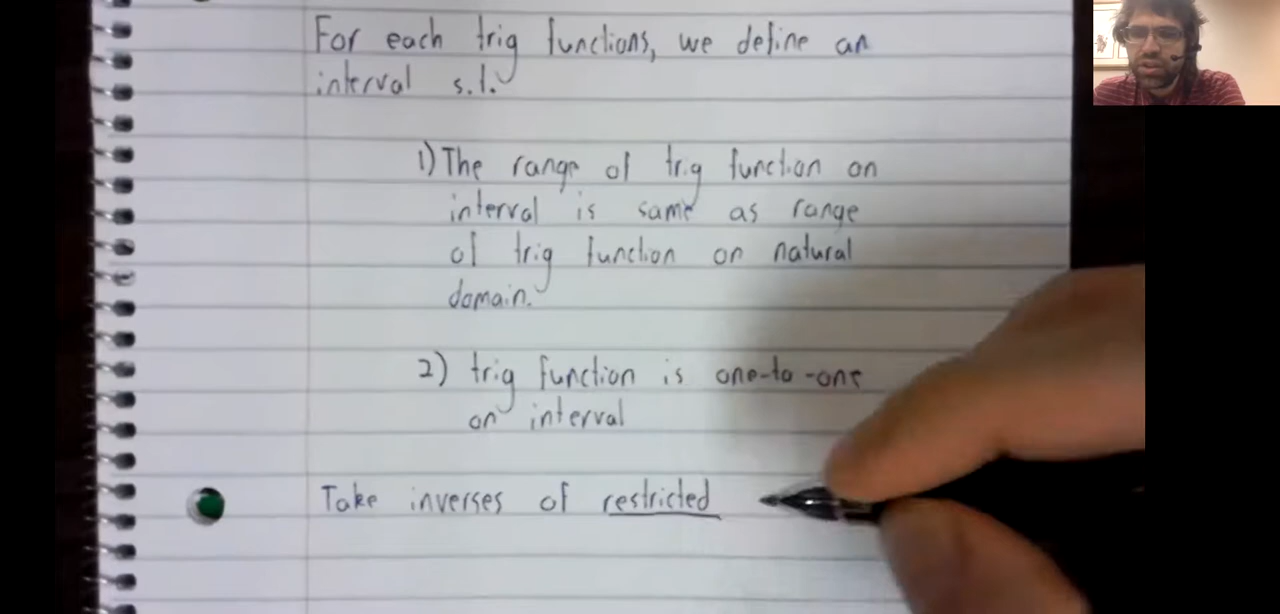 For each trig functions, we define an
interval s.t.
1) The range of trig function on
interval is same as range
of trig function on natural
domain.
2) trig function is one-to-one
on interval
Take inverses of restricted